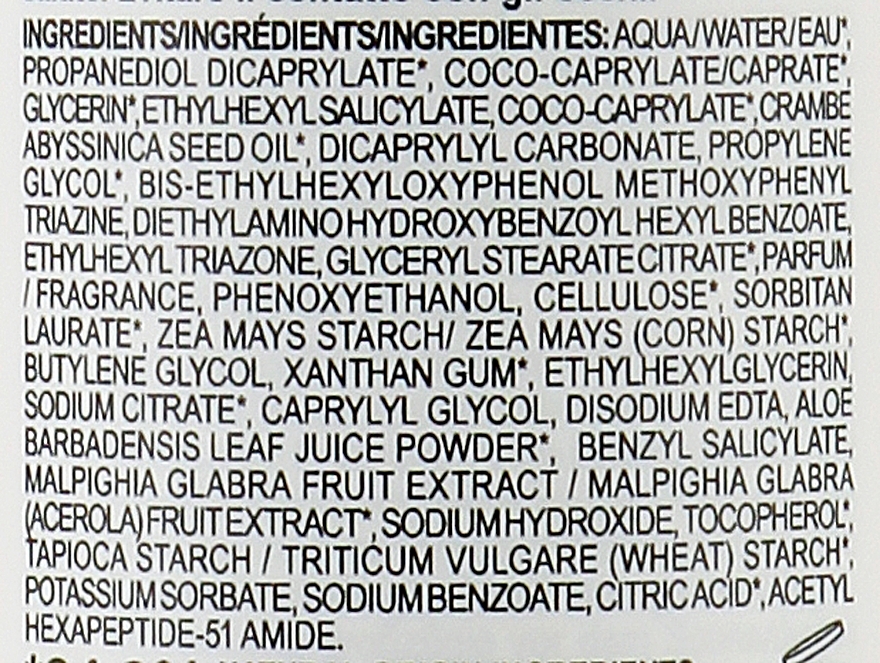 INGREDIENTS/INGRÉDIENTS/INGREDIENTES: AQUA/WATER/EAU*,
PROPANEDIOL DICAPRYLATE*, COCO-CAPRYLATE/CAPRATE*,
GLYCERIN*, ETHYLHEXYL SALICYLATE, COCO-CAPRYLATE*, CRAMBE
ABYSSINICA SEED OIL*, DICAPRYLYL CARBONATE, PROPYLENE
GLYCOL*, BIS-ETHYLHEXYLOXYPHENOL METHOXYPHENYL
TRIAZINE, DIETHYLAMINO HYDROXYBENZOYL HEXYL BENZOATE,
ETHYLHEXYL TRIAZONE, GLYCERYL STEARATE CITRATE*, PARFUM
/ FRAGRANCE, PHENOXYETHANOL, CELLULOSE*, SORBITAN
LAURATE*, ZEA MAYS STARCH/ ZEA MAYS (CORN) STARCH*,
BUTYLENE GLYCOL, XANTHAN GUM*, ETHYLHEXYLGLYCERIN,
SODIUM CITRATE*, CAPRYLYL GLYCOL, DISODIUM EDTA, ALOE
BARBADENSIS LEAF JUICE POWDER*, BENZYL SALICYLATE,
MALPIGHIA GLABRA FRUIT EXTRACT / MALPIGHIA GLABRA
(ACEROLA) FRUIT EXTRACT*, SODIUM HYDROXIDE, TOCOPHEROL*,
TAPIOCA STARCH / TRITICUM VULGARE (WHEAT) STARCH*,
POTASSIUM SORBATE, SODIUM BENZOATE, CITRIC ACID*, ACETYL
HEXAPEPTIDE-51 AMIDE.